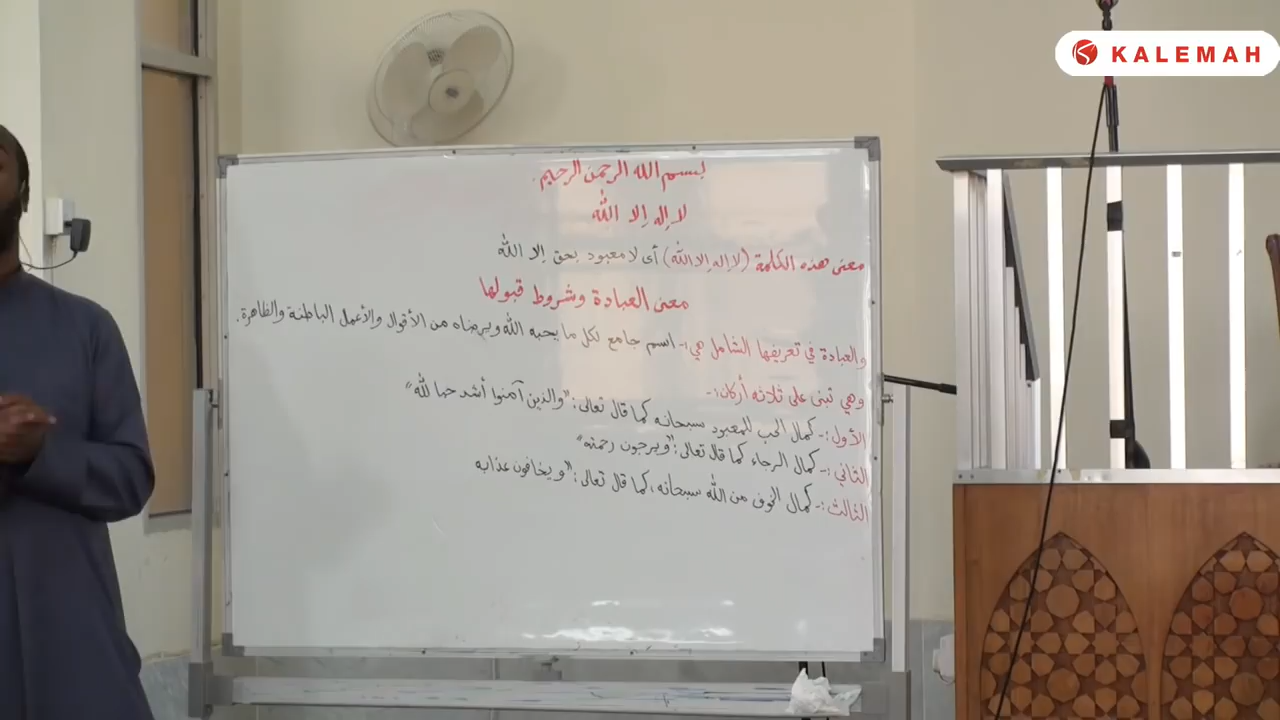 KALEMAH
بسم الله الرحمن الرحيم.
لا إله إلا الله
معنى هذه الكلمة (لا إله إلا الله) أي لا معبود بحق إلا الله
معنى العبادة وشروط قبولها
والعبادة في تعريفها الشامل هي:- اسم جامع لكل ما يحبه الله ويرضاه من الأقوال والأعمال الباطنة والظاهرة.
وهي تبنى على ثلاثة أركان:-
الأول:- كمال الحب للمعبود سبحانه كما قال تعالى: "والذين آمنوا أشد حبا لله"
الثاني:- كمال الرجاء كما قال تعالى: "ويرجون رحمته"
الثالث:- كمال الخوف من الله سبحانه، كما قال تعالى: "ويخافون عذابه